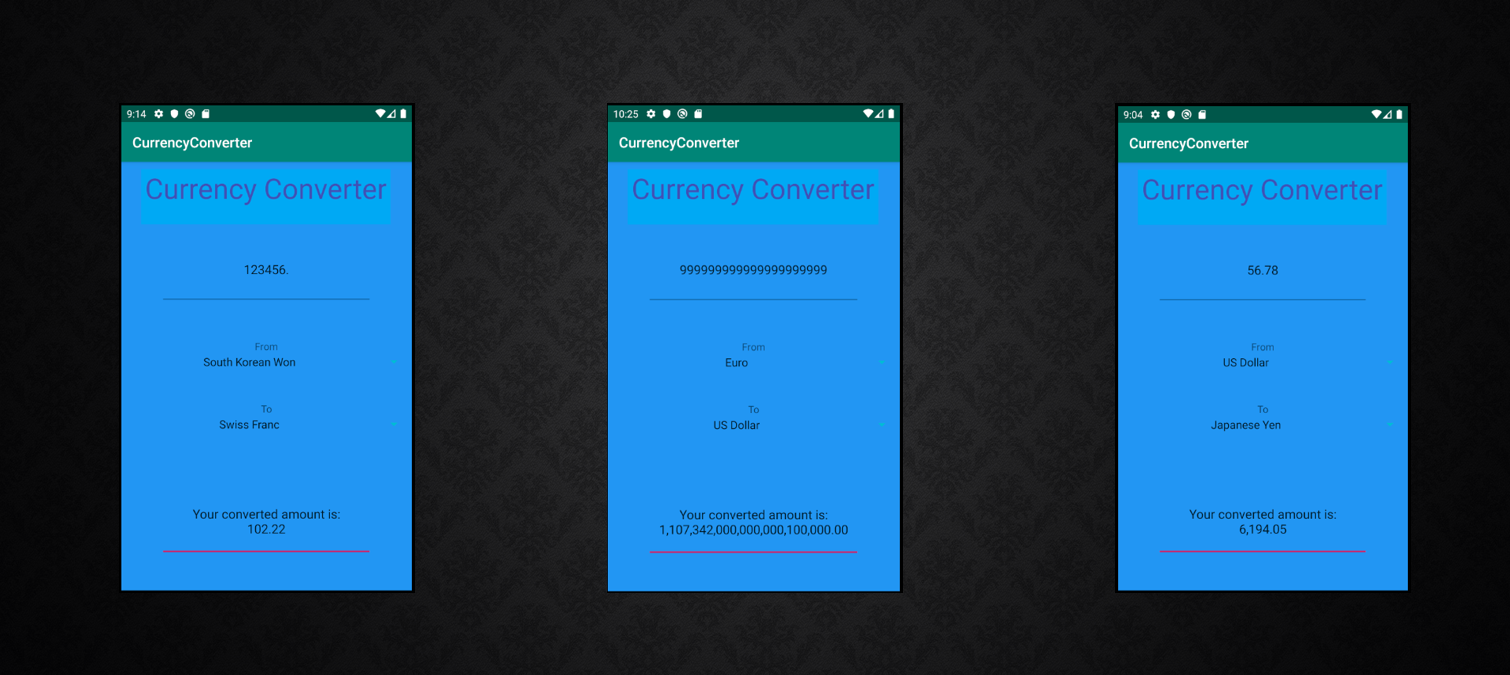 9:14
CurrencyConverter
Currency Converter
123456.
From
South Korean Won
To
Swiss Franc
Your converted amount is:
102.22
10:25
CurrencyConverter
Currency Converter
999999999999999999999
From
Euro
To
US Dollar
Your converted amount is:
1,107,342,000,000,000,100,000.00
9:04
CurrencyConverter
Currency Converter
56.78
From
US Dollar
To
Japanese Yen
Your converted amount is:
6,194.05